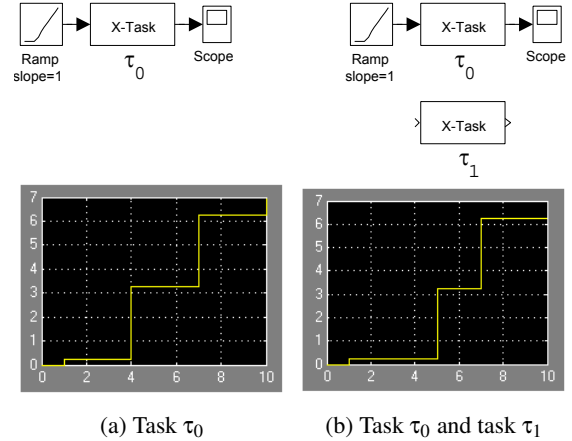 X-Task
Ramp
slope=1
τ0
Scope
X-Task
Ramp
slope=1
τ0
Scope
X-Task
τ1
7
6
5
4
3
2
1
0
0 2 4 6 8 10
7
6
5
4
3
2
1
0
0 2 4 6 8 10
(a) Task τ0
(b) Task τ0 and task τ1